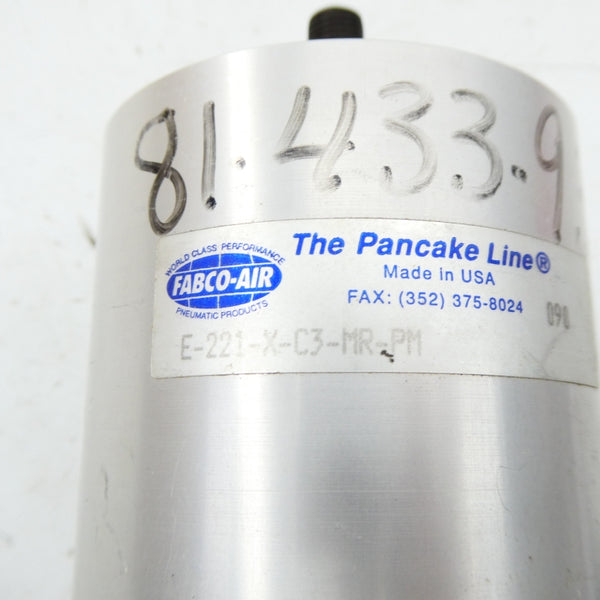 81.433-9
WORLD CLASS PERFORMANCE
FABCO-AIR
PNEUMATIC PRODUCTS
The Pancake Line®
Made in USA
FAX: (352) 375-8024
090
E-221-X-C3-MR-PM